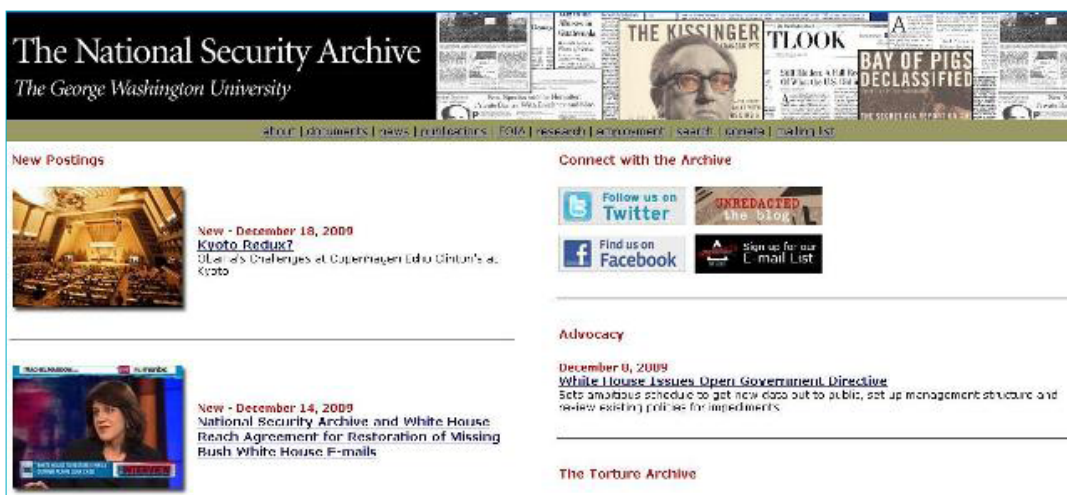 The National Security Archive
The George Washington University
THE KISSINGER
TLOOK
BAY OF PIGS
DECLASSIFIED
about | documents | news | publications | FOIA | research | employment | search | donate | mailing list
New Postings
New - December 18, 2009
Kyoto Redux?
Obama's Challenges at Copenhagen Echo Clinton's at
Kyoto
New - December 14, 2009
National Security Archive and White House
Reach Agreement for Restoration of Missing
Bush White House E-mails
INTERVIEW
Connect with the Archive
Follow us on
Twitter
UNREDACTED
the blog
Find us on
Facebook
Sign up for our
E-mail List
Advocacy
December 8, 2009
White House Issues Open Government Directive
Sets ambitious schedule to get new data out to public, set up management structure and
review existing policies for impediments
The Torture Archive